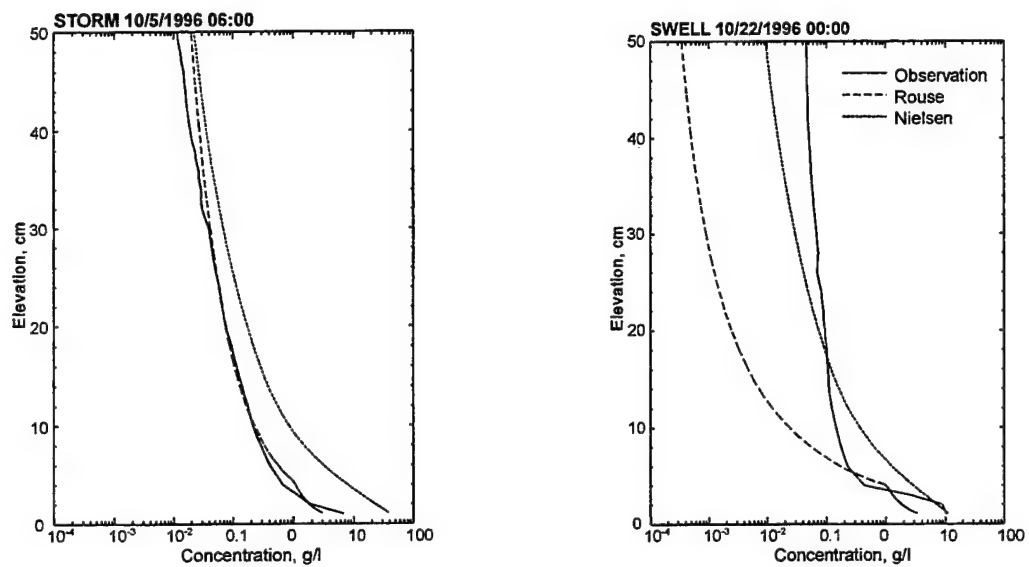 STORM 10/5/1996 06:00
50
40
30
20
10
0
Elevation, cm
10-4
10-3
10-2
0.1
0
10
100
Concentration, g/l
SWELL 10/22/1996 00:00
50
40
30
20
10
0
Elevation, cm
Observation
Rouse
Nielsen
10-4
10-3
10-2
0.1
0
10
100
Concentration, g/l